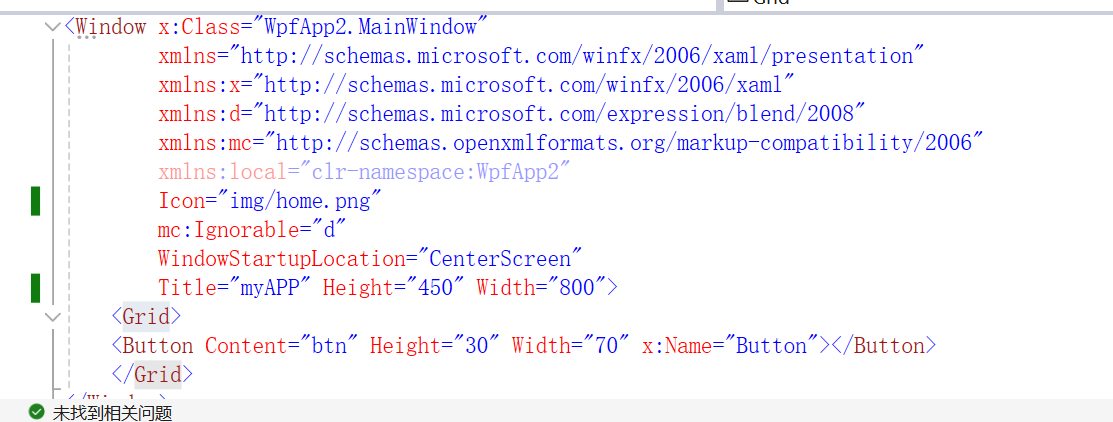 Grid
<Window x:Class="WpfApp2.MainWindow"
xmlns="http://schemas.microsoft.com/winfx/2006/xaml/presentation"
xmlns:x="http://schemas.microsoft.com/winfx/2006/xaml"
xmlns:d="http://schemas.microsoft.com/expression/blend/2008"
xmlns:mc="http://schemas.openxmlformats.org/markup-compatibility/2006"
xmlns:local="clr-namespace:WpfApp2"
Icon="img/home.png"
mc:Ignorable="d"
WindowStartupLocation="CenterScreen"
Title="myAPP" Height="450" Width="800">
<Grid>
<Button Content="btn" Height="30" Width="70" x:Name="Button"></Button>
</Grid>
</Window>
未找到相关问题